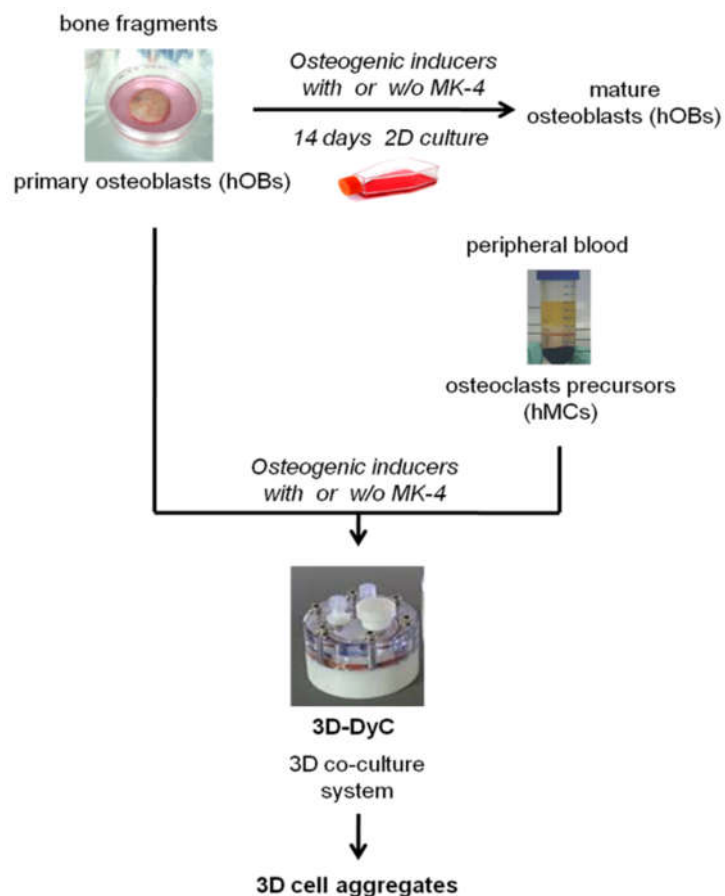 bone fragments
Osteogenic inducers
with or w/o MK-4
14 days 2D culture
mature
osteoblasts (hOBs)
primary osteoblasts (hOBs)
peripheral blood
osteoclasts precursors
(hMCs)
Osteogenic inducers
with or w/o MK-4
3D-DyC
3D co-culture
system
3D cell aggregates